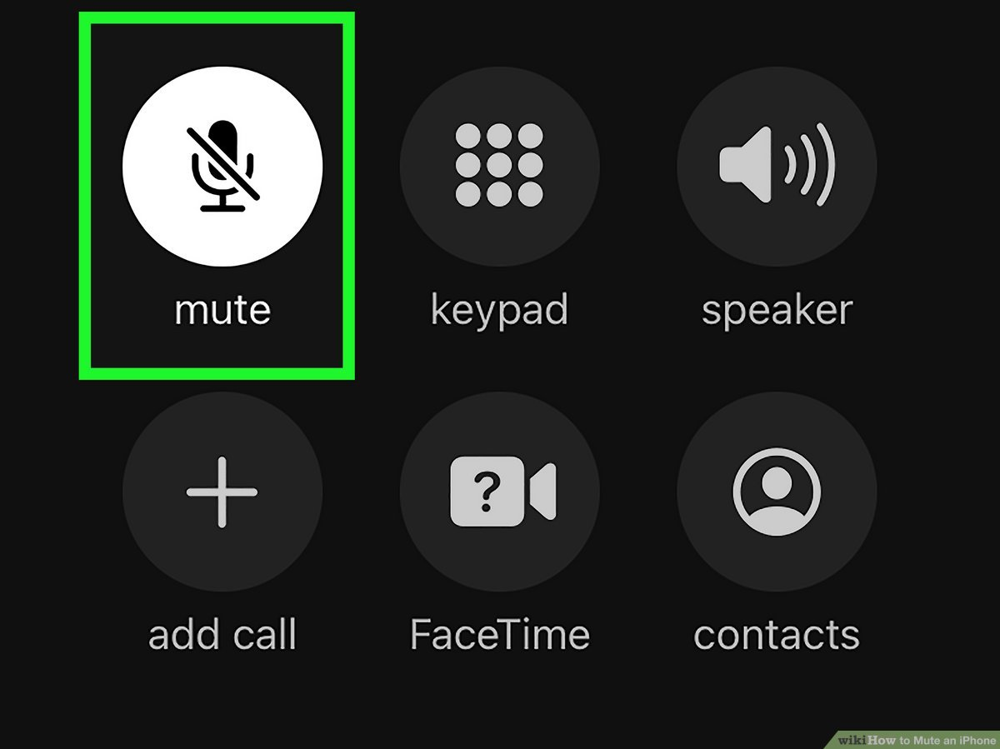 mute
keypad
speaker
?
add call
FaceTime
contacts
wikiHow to Mute an iPhone